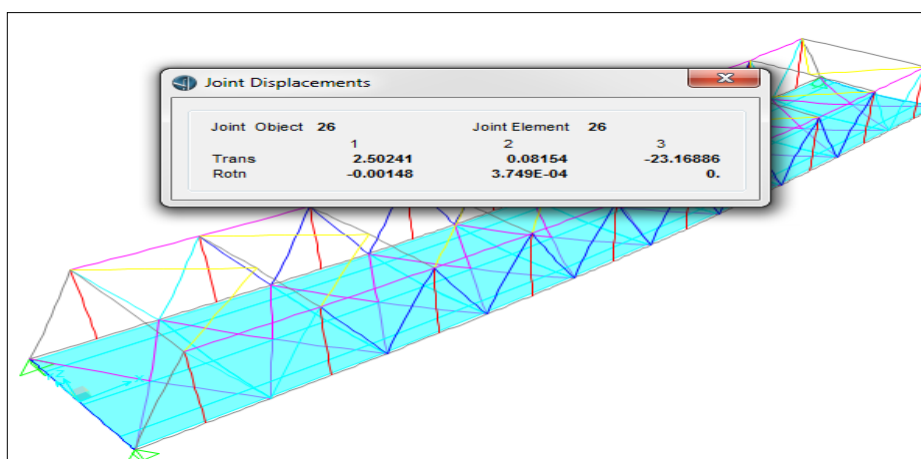 Joint Displacements
Joint Object 26 Joint Element 26
1 2 3
Trans 2.50241 0.08154 -23.16886
Rotn -0.00148 3.749E-04 0.